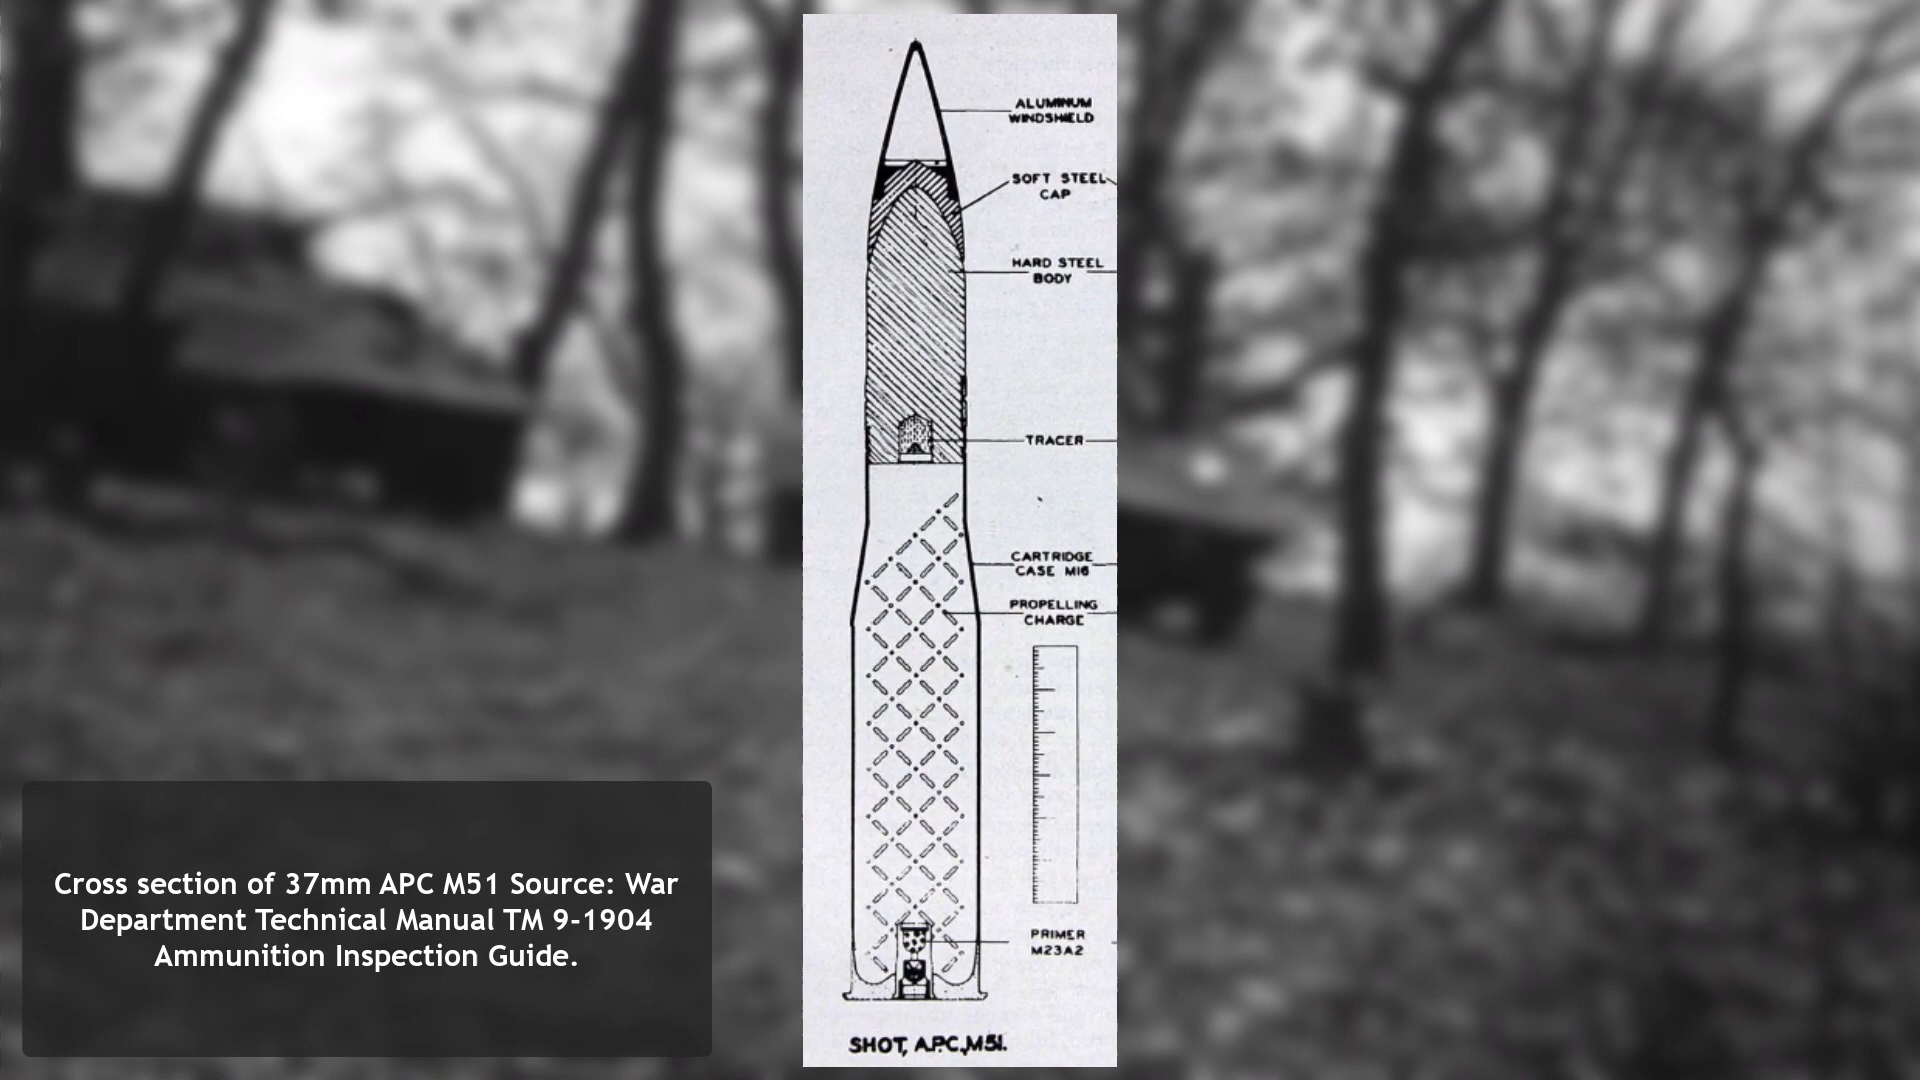 ALUMINUM
WINDSHIELD
SOFT STEEL
CAP
HARD STEEL
BODY
TRACER
CARTRIDGE
CASE M16
PROPELLING
CHARGE
PRIMER
M23A2
SHOT, A.P.C.,M51.
Cross section of 37mm APC M51 Source: War
Department Technical Manual TM 9-1904
Ammunition Inspection Guide.